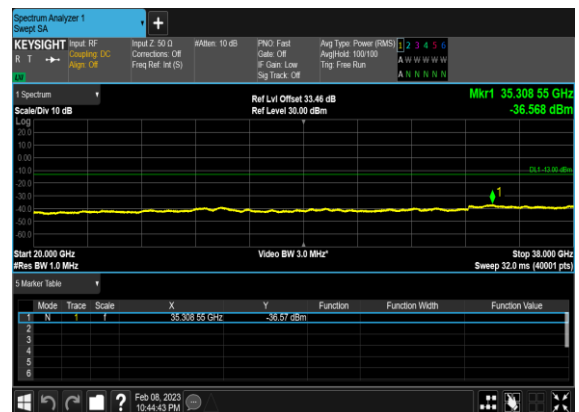 Spectrum Analyzer 1
Swept SA
+
KEYSIGHT Input: RF Input Z: 50 Ω #Atten: 10 dB PNO: Fast Avg Type: Power (RMS) 1 2 3 4 5 6
R T Coupling: DC Corrections: Off Gate: Off Avg|Hold: 100/100 A W W W W W
Align: Off Freq Ref: Int (S) IF Gain: Low Trig: Free Run
LXI Sig Track: Off A N N N N N
1 Spectrum Ref Lvl Offset 33.46 dB Mkr1 35.308 55 GHz
Scale/Div 10 dB Ref Level 30.00 dBm -36.568 dBm
Log
20.0
10.0
0.00
-10.0
DL1 -13.00 dBm
-20.0
-30.0
1
-40.0
-50.0
-60.0
Start 20.000 GHz Video BW 3.0 MHz* Stop 38.000 GHz
#Res BW 1.0 MHz Sweep 32.0 ms (40001 pts)
5 Marker Table
Mode Trace Scale X Y Function Function Width Function Value
1 N 1 f 35.308 55 GHz -36.57 dBm
2
3
4
5
6
? Feb 08, 2023
10:44:43 PM